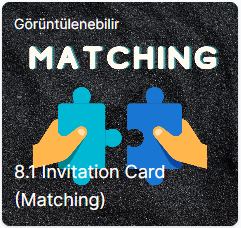 Görüntülenebilir
MATCHING
8.1 Invitation Card
(Matching)